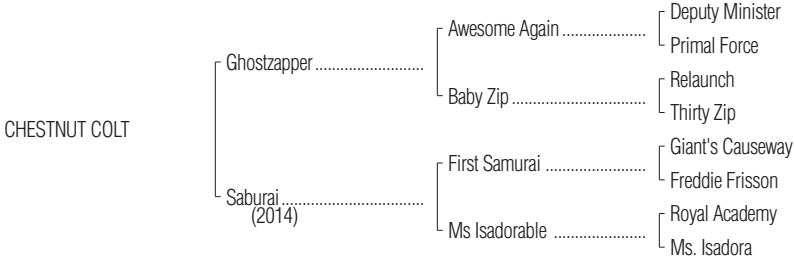 Deputy Minister
Awesome Again ....................
Primal Force
Ghostzapper ..........................
Relaunch
Baby Zip ................................
Thirty Zip
CHESTNUT COLT
Giant's Causeway
First Samurai ........................
Freddie Frisson
Saburai ..................................
(2014)
Royal Academy
Ms Isadorable ......................
Ms. Isadora